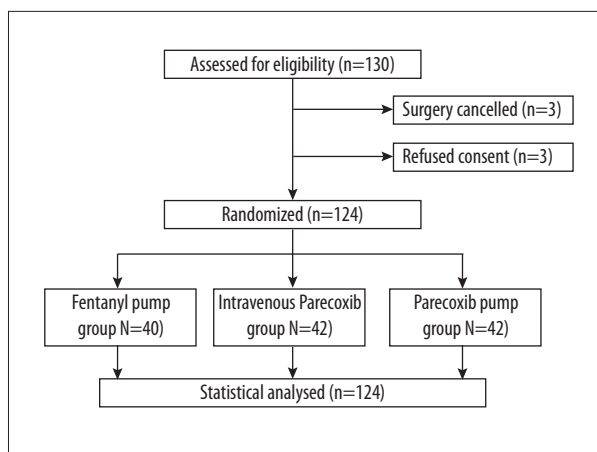 Assessed for eligibility (n=130)
Surgery cancelled (n=3)
Refused consent (n=3)
Randomized (n=124)
Fentanyl pump
group N=40)
Intravenous Parecoxib
group N=42)
Parecoxib pump
group N=42)
Statistical analysed (n=124)